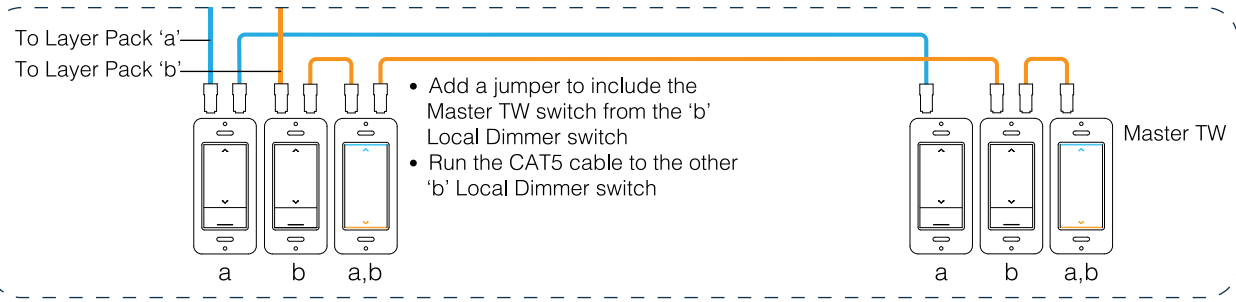 To Layer Pack ‘a’
To Layer Pack ‘b’
• Add a jumper to include the
Master TW switch from the ‘b’
Local Dimmer switch
• Run the CAT5 cable to the other
‘b’ Local Dimmer switch
Master TW
a b a,b a b a,b